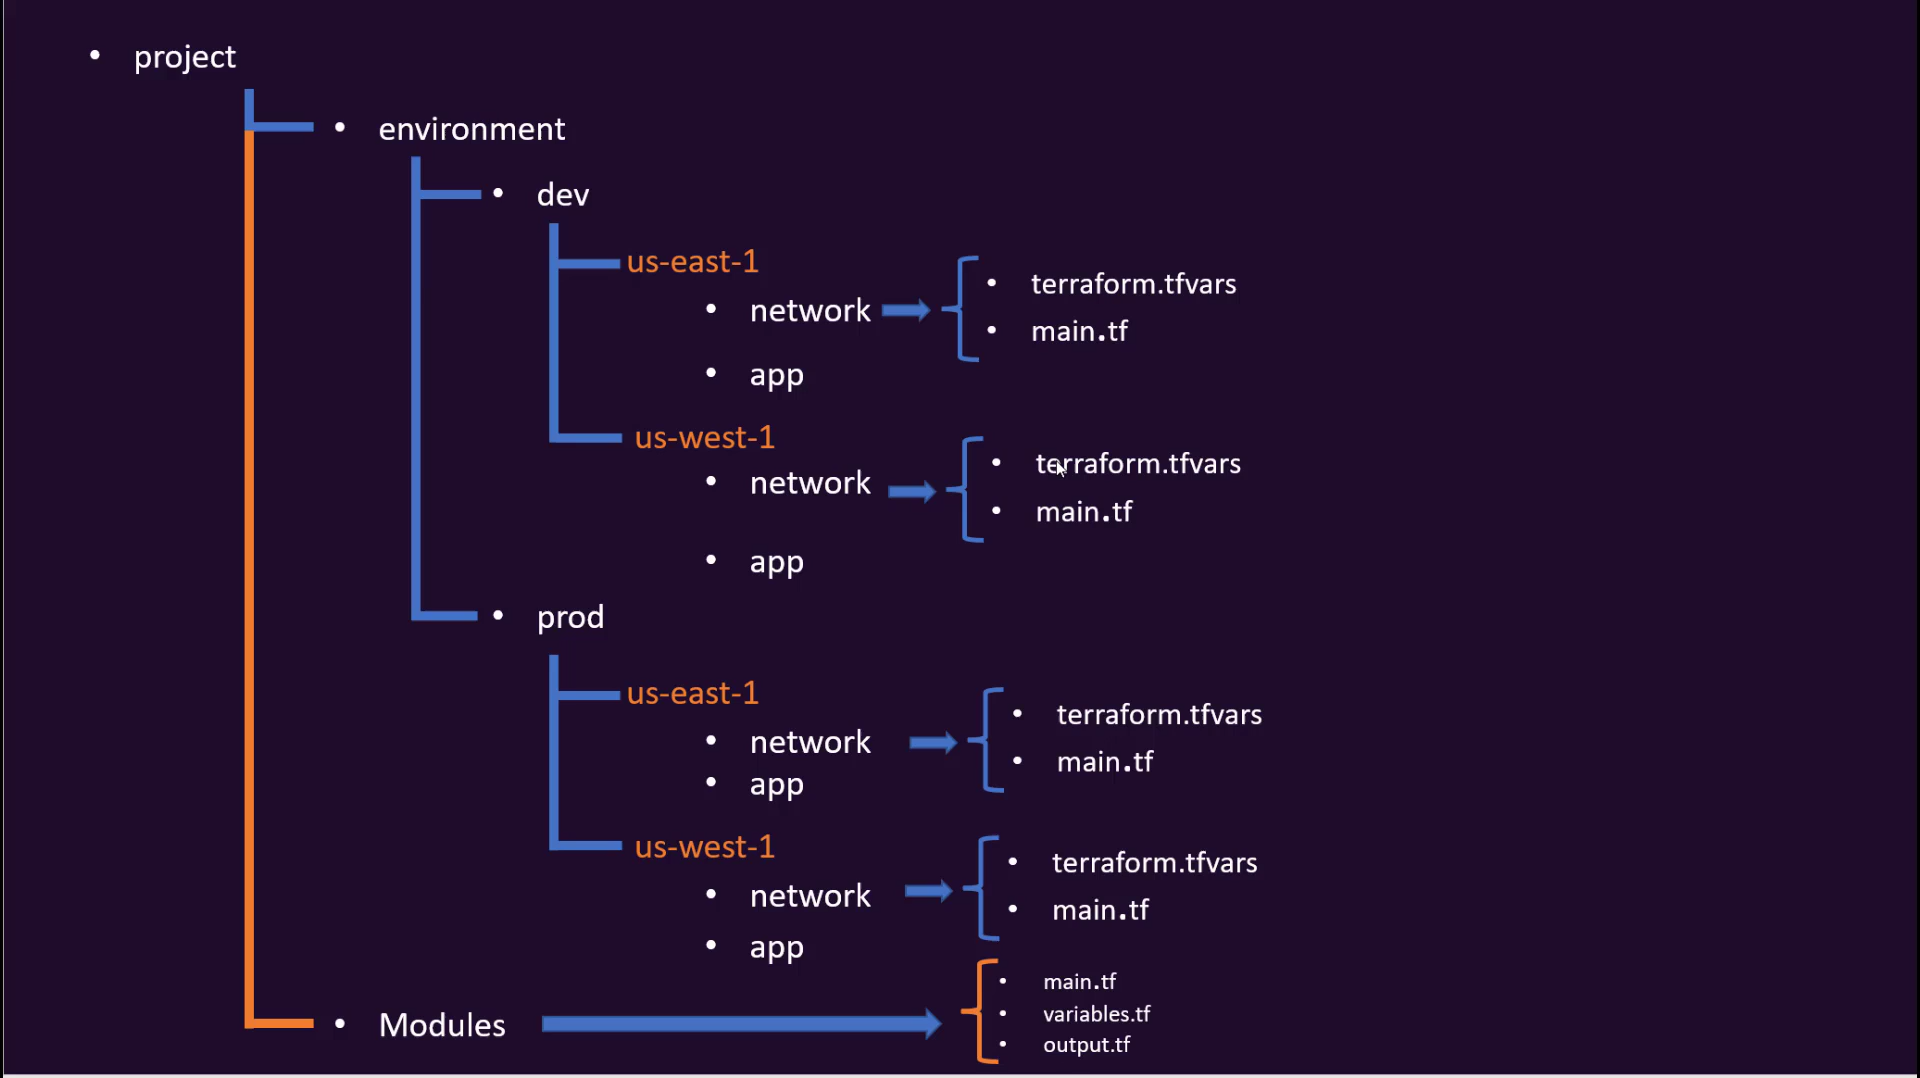 project
environment
dev
us-east-1
network
terraform.tfvars
main.tf
app
us-west-1
network
terraform.tfvars
main.tf
app
prod
us-east-1
network
terraform.tfvars
main.tf
app
us-west-1
network
terraform.tfvars
main.tf
app
Modules
main.tf
variables.tf
output.tf